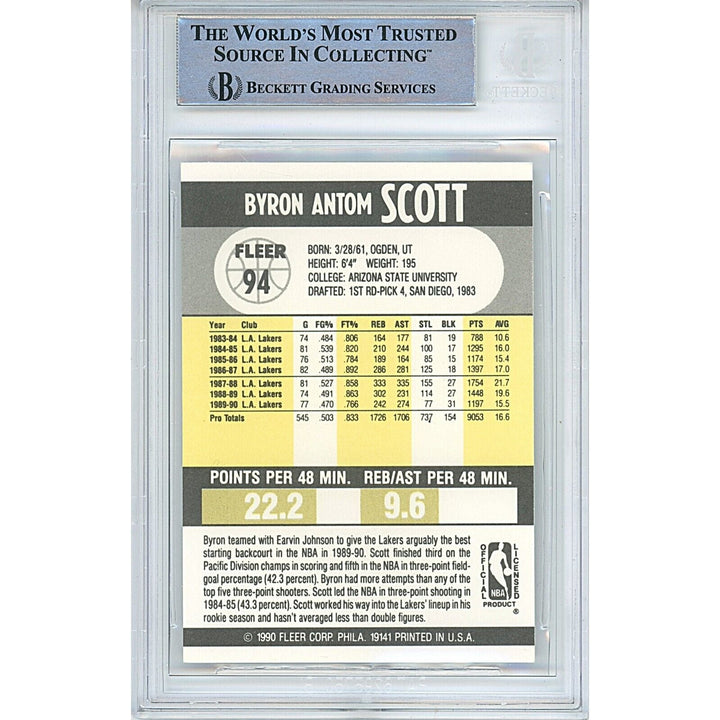 THE WORLD'S MOST TRUSTED
SOURCE IN COLLECTING™
B BECKETT GRADING SERVICES
BYRON ANTOM SCOTT
FLEER
94
BORN: 3/28/61, OGDEN, UT
HEIGHT: 6'4" WEIGHT: 195
COLLEGE: ARIZONA STATE UNIVERSITY
DRAFTED: 1ST RD-PICK 4, SAN DIEGO, 1983
Year Club G FG% FT% REB AST STL BLK PTS AVG
1983-84 L.A. Lakers 74 .484 .806 164 177 81 19 788 10.6
1984-85 L.A. Lakers 81 .539 .820 210 244 100 17 1295 16.0
1985-86 L.A. Lakers 76 .513 .784 189 164 85 15 1174 15.4
1986-87 L.A. Lakers 82 .489 .892 286 281 125 18 1397 17.0
1987-88 L.A. Lakers 81 .527 .858 333 335 155 27 1754 21.7
1988-89 L.A. Lakers 74 .491 .863 302 231 114 27 1448 19.6
1989-90 L.A. Lakers 77 .470 .766 242 274 77 31 1197 15.5
Pro Totals 545 .503 .833 1726 1706 737 154 9053 16.6
POINTS PER 48 MIN. REB/AST PER 48 MIN.
22.2 9.6
Byron teamed with Earvin Johnson to give the Lakers arguably the best
starting backcourt in the NBA in 1989-90. Scott finished third on the
Pacific Division champs in scoring and fifth in the NBA in three-point field-
goal percentage (42.3 percent). Byron had more attempts than any of the
top five three-point shooters. Scott led the NBA in three-point shooting in
1984-85 (43.3 percent). Scott worked his way into the Lakers' lineup in his
rookie season and hasn't averaged less than double figures.
OFFICIAL LICENSED
NBA
PRODUCT ®
© 1990 FLEER CORP. PHILA. 19141 PRINTED IN U.S.A.